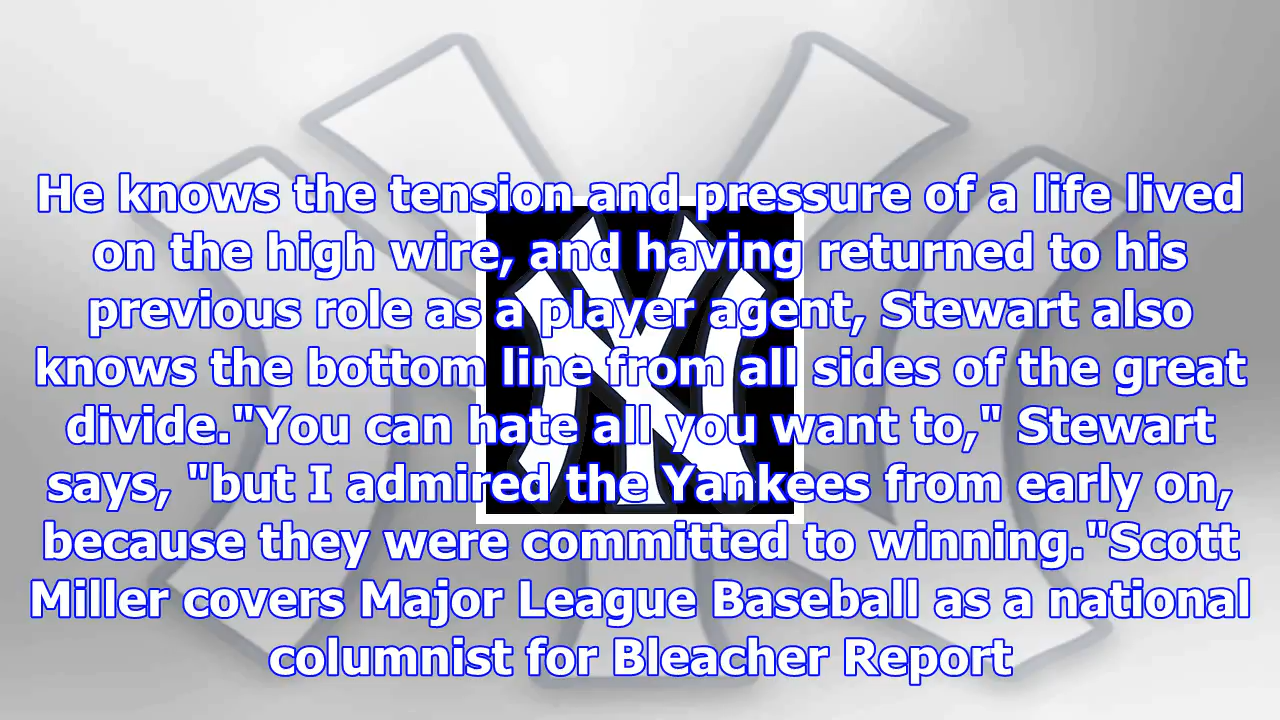 He knows the tension and pressure of a life lived
on the high wire, and having returned to his
previous role as a player agent, Stewart also
knows the bottom line from all sides of the great
divide."You can hate all you want to," Stewart
says, "but I admired the Yankees from early on,
because they were committed to winning."Scott
Miller covers Major League Baseball as a national
columnist for Bleacher Report
NY